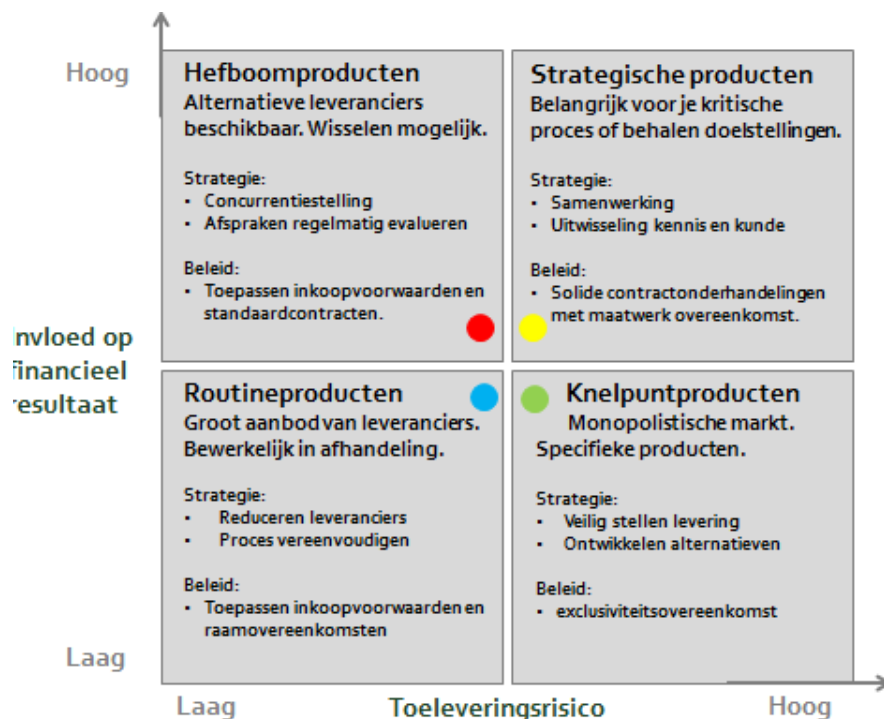 Hoog
Hefboomproducten
Alternatieve leveranciers
beschikbaar. Wisselen mogelijk.
Strategie:
• Concurrentiestelling
• Afspraken regelmatig evalueren
Beleid:
• Toepassen inkoopvoorwaarden en
standaardcontracten.
Strategische producten
Belangrijk voor je kritische
proces of behalen doelstellingen.
Strategie:
• Samenwerking
• Uitwisseling kennis en kunde
Beleid:
• Solide contractonderhandelingen
met maatwerk overeenkomst.
nvloed op
financieel
resultaat
Routineproducten
Groot aanbod van leveranciers.
Bewerkelijk in afhandeling.
Strategie:
• Reduceren leveranciers
• Proces vereenvoudigen
Beleid:
• Toepassen inkoopvoorwaarden en
raamovereenkomsten
Knelpuntproducten
Monopolistische markt.
Specifieke producten.
Strategie:
• Veilig stellen levering
• Ontwikkelen alternatieven
Beleid:
• exclusiviteitsovereenkomst
Laag
Laag
Toeleveringsrisico
Hoog